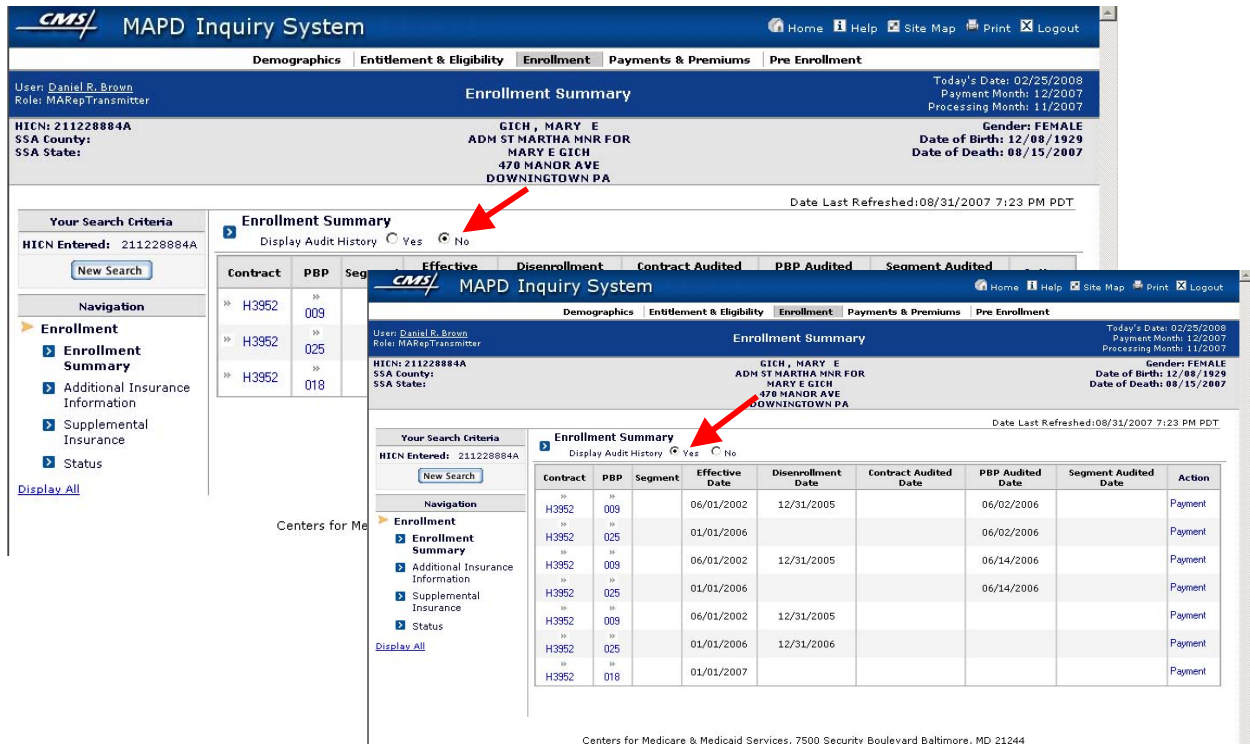 CMS MAPD Inquiry System Home Help Site Map Print Logout
Demographics Entitlement & Eligibility Enrollment Payments & Premiums Pre Enrollment
User: Daniel R. Brown
Role: MARepTransmitter
Enrollment Summary
Today's Date: 02/25/2008
Payment Month: 12/2007
Processing Month: 11/2007
HICN: 211228884A
SSA County:
SSA State:
GICH , MARY E
ADM ST MARTHA MNR FOR
MARY E GICH
470 MANOR AVE
DOWNINGTOWN PA
Gender: FEMALE
Date of Birth: 12/08/1929
Date of Death: 08/15/2007
Date Last Refreshed:08/31/2007 7:23 PM PDT
Your Search Criteria
HICN Entered: 211228884A
New Search
Navigation
Enrollment
Enrollment
Summary
Additional Insurance
Information
Supplemental
Insurance
Status
Display All
Enrollment Summary
Display Audit History Yes No
Contract PBP Effective Disenrollment Contract Audited PBP Audited Segment Audited
» H3952 » 009
» H3952 » 025
» H3952 » 018
Centers for Me
CMS MAPD Inquiry System Home Help Site Map Print Logout
Demographics Entitlement & Eligibility Enrollment Payments & Premiums Pre Enrollment
User: Daniel R. Brown
Role: MARepTransmitter
Enrollment Summary
Today's Date: 02/25/2008
Payment Month: 12/2007
Processing Month: 11/2007
HICN: 211228884A
SSA County:
SSA State:
GICH , MARY E
ADM ST MARTHA MNR FOR
MARY E GICH
470 MANOR AVE
DOWNINGTOWN PA
Gender: FEMALE
Date of Birth: 12/08/1929
Date of Death: 08/15/2007
Date Last Refreshed:08/31/2007 7:23 PM PDT
Your Search Criteria
HICN Entered: 211228884A
New Search
Navigation
Enrollment
Enrollment
Summary
Additional Insurance
Information
Supplemental
Insurance
Status
Display All
Enrollment Summary
Display Audit History Yes No
Contract PBP Segment Effective Date Disenrollment Date Contract Audited Date PBP Audited Date Segment Audited Date Action
» H3952 » 009 06/01/2002 12/31/2005 06/02/2006 Payment
» H3952 » 025 01/01/2006 06/02/2006 Payment
» H3952 » 009 06/01/2002 12/31/2005 06/14/2006 Payment
» H3952 » 025 01/01/2006 06/14/2006 Payment
» H3952 » 009 06/01/2002 12/31/2005 Payment
» H3952 » 025 01/01/2006 12/31/2006 Payment
» H3952 » 018 01/01/2007 Payment
Centers for Medicare & Medicaid Services, 7500 Security Boulevard Baltimore, MD 21244